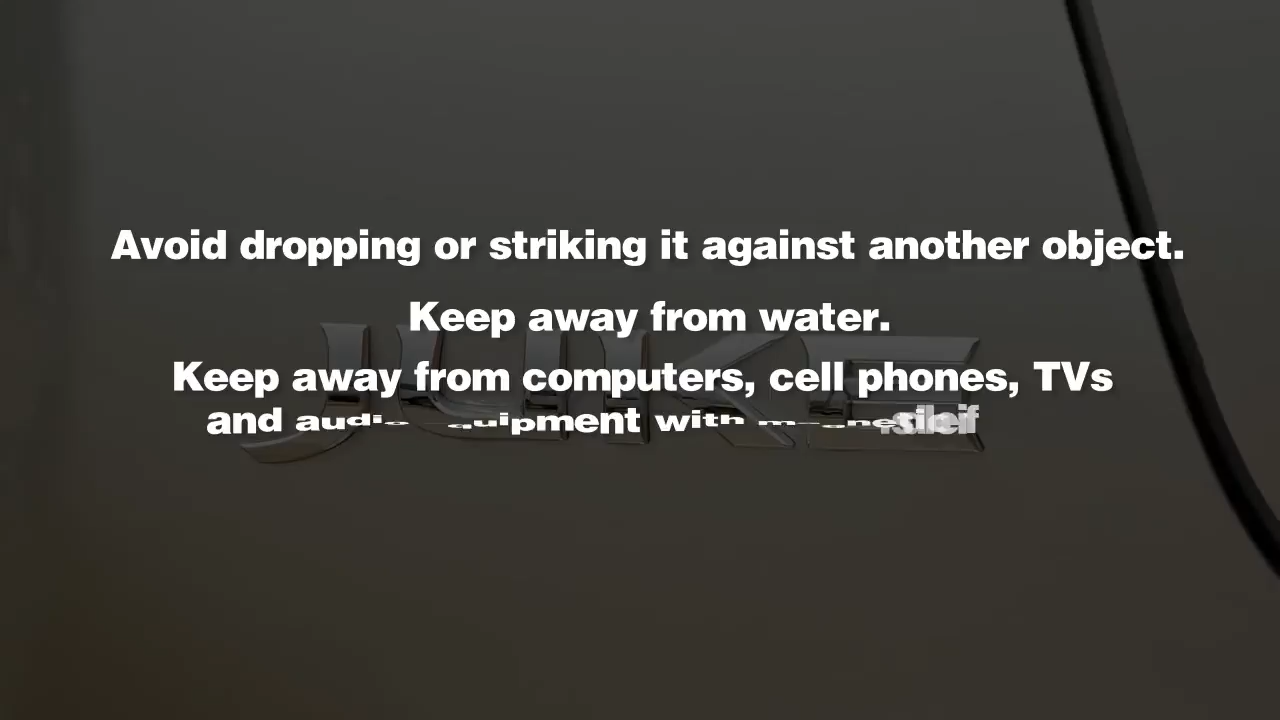 Avoid dropping or striking it against another object.
Keep away from water.
JUKE
Keep away from computers, cell phones, TVs
and audio equipment with